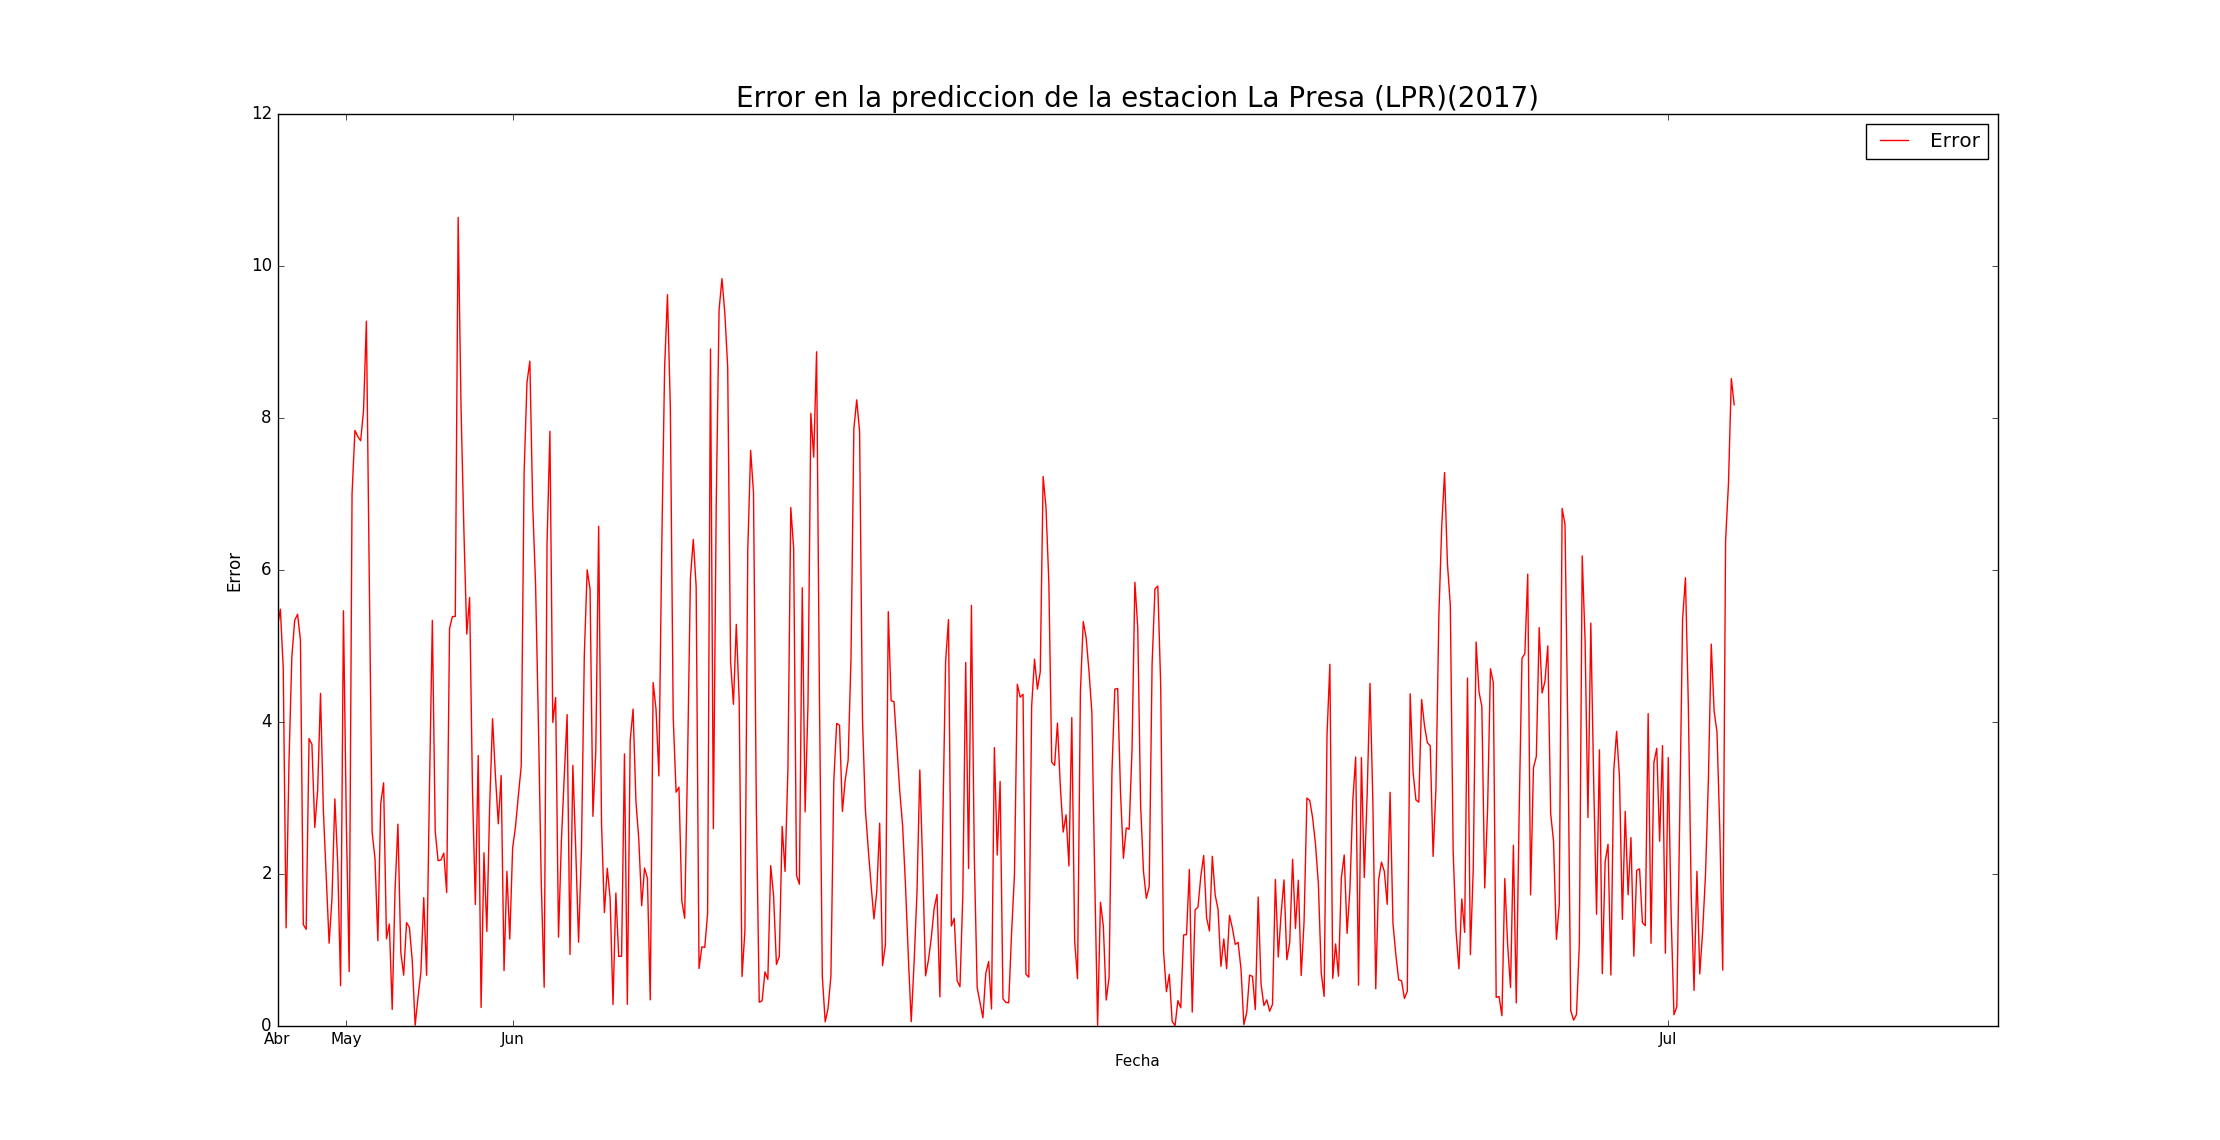 Error en la prediccion de la estacion La Presa (LPR)(2017)
12
Error
10
8
6
Error
4
2
0
Abr May Jun Jul
Fecha